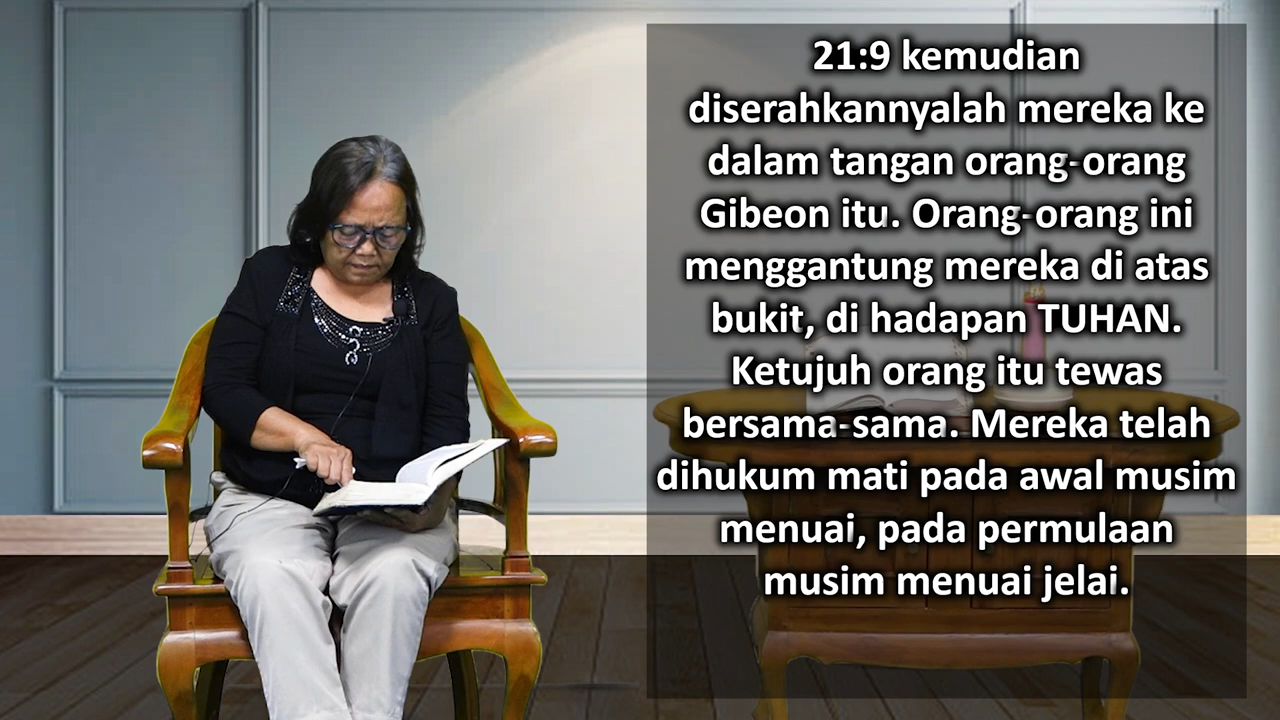 21:9 kemudian
diserahkannyalah mereka ke
dalam tangan orang-orang
Gibeon itu. Orang-orang ini
menggantung mereka di atas
bukit, di hadapan TUHAN.
Ketujuh orang itu tewas
bersama-sama. Mereka telah
dihukum mati pada awal musim
menuai, pada permulaan
musim menuai jelai.